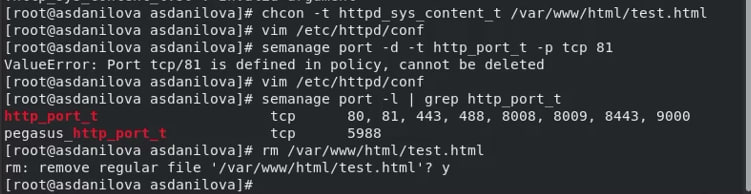 [root@asdanilova asdanilova]# chcon -t httpd_sys_content_t /var/www/html/test.html
[root@asdanilova asdanilova]# vim /etc/httpd/conf
[root@asdanilova asdanilova]# semanage port -d -t http_port_t -p tcp 81
ValueError: Port tcp/81 is defined in policy, cannot be deleted
[root@asdanilova asdanilova]# vim /etc/httpd/conf
[root@asdanilova asdanilova]# semanage port -l | grep http_port_t
http_port_t tcp 80, 81, 443, 488, 8008, 8009, 8443, 9000
pegasus_http_port_t tcp 5988
[root@asdanilova asdanilova]# rm /var/www/html/test.html
rm: remove regular file '/var/www/html/test.html'? y
[root@asdanilova asdanilova]#